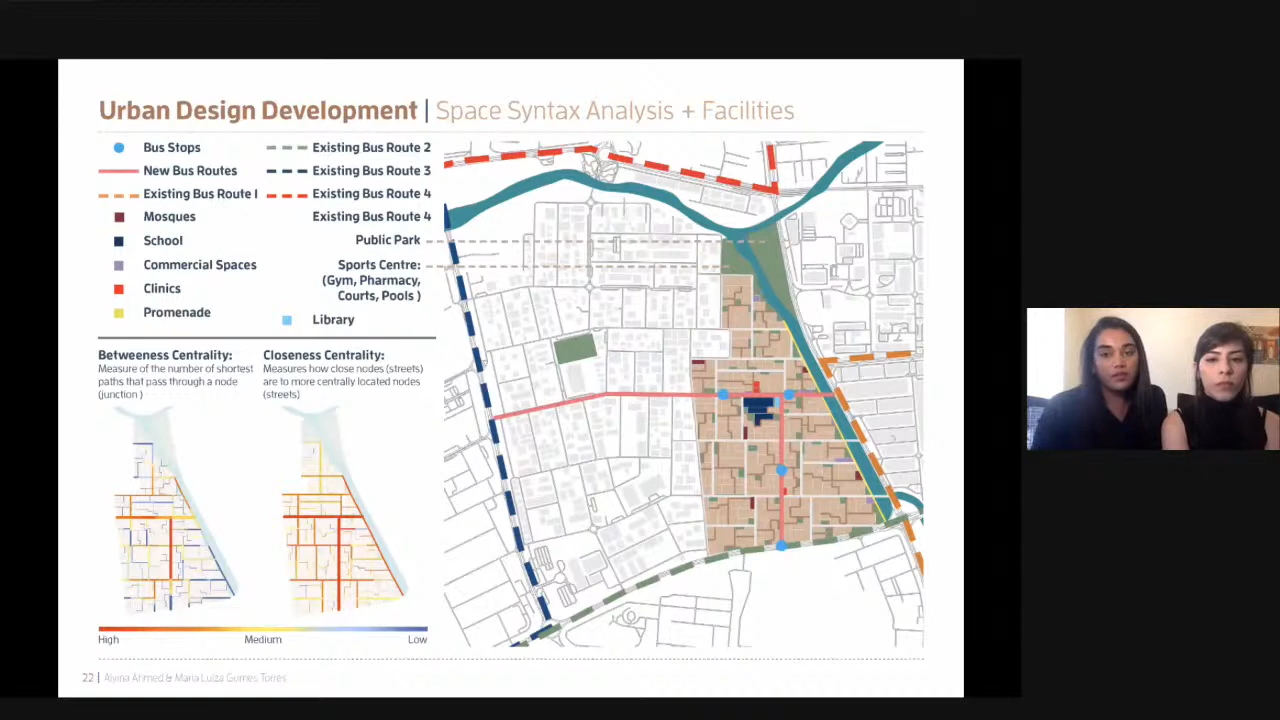 Urban Design Development | Space Syntax Analysis + Facilities
Bus Stops
New Bus Routes
Existing Bus Route 1
Mosques
School
Commercial Spaces
Clinics
Promenade
Existing Bus Route 2
Existing Bus Route 3
Existing Bus Route 4
Existing Bus Route 4
Public Park
Sports Centre:
(Gym, Pharmacy,
Courts, Pools )
Library
Betweeness Centrality:
Measure of the number of shortest
paths that pass through a node
(junction )
Closeness Centrality:
Measures how close nodes (streets)
are to more centrally located nodes
(streets)
High
Medium
Low
22 | Alvina Ahmed & Maria Luiza Gomes Torres